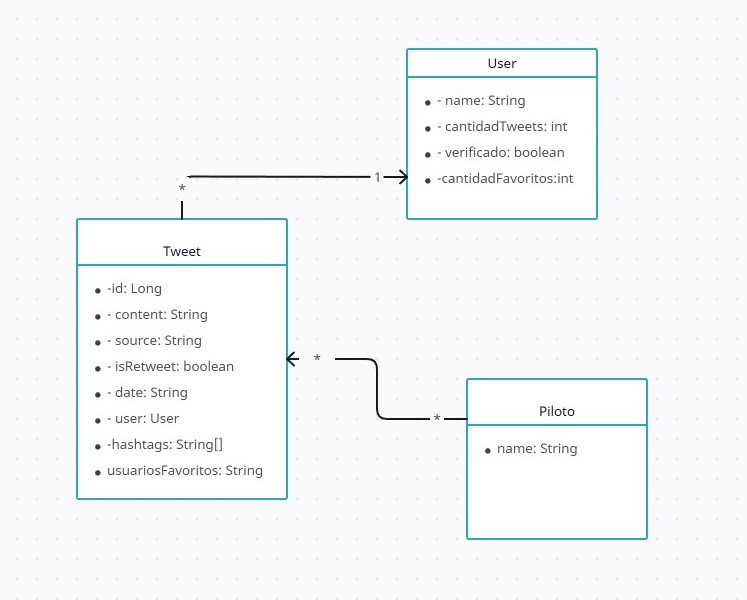 User
- name: String
- cantidadTweets: int
- verificado: boolean
-cantidadFavoritos:int
1
*
Tweet
-id: Long
- content: String
- source: String
- isRetweet: boolean
- date: String
- user: User
-hashtags: String[]
usuariosFavoritos: String
*
*
Piloto
name: String